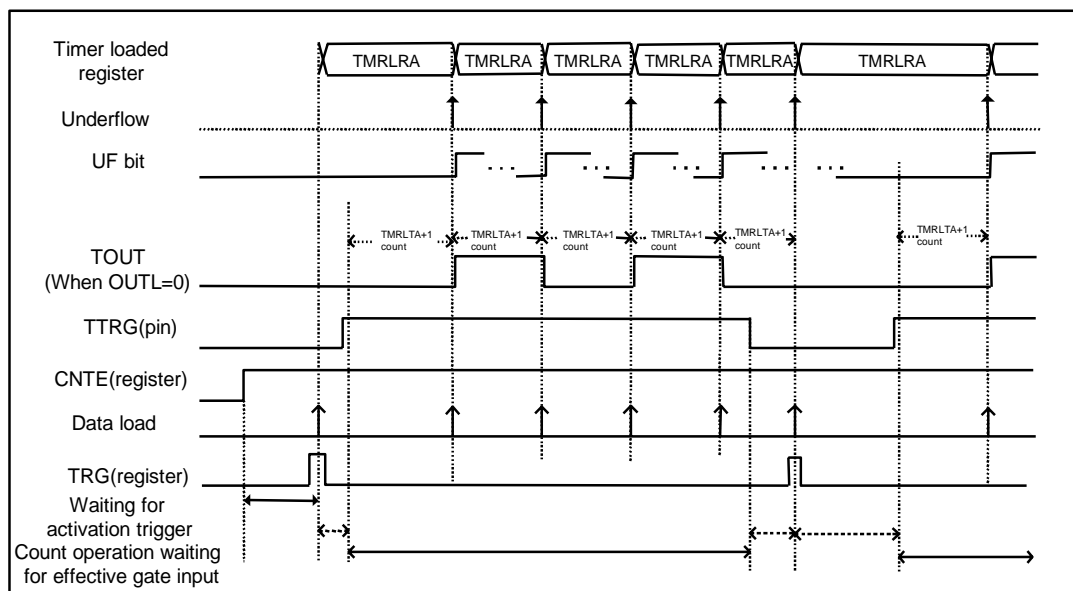 Timer loaded
register
TMRLRA TMRLRA TMRLRA TMRLRA TMRLRA TMRLRA
Underflow
UF bit
TMRLTA+1
count
TMRLTA+1
count
TMRLTA+1
count
TMRLTA+1
count
TMRLTA+1
count
TMRLTA+1
count
TOUT
(When OUTL=0)
TTRG(pin)
CNTE(register)
Data load
TRG(register)
Waiting for
activation trigger
Count operation waiting
for effective gate input